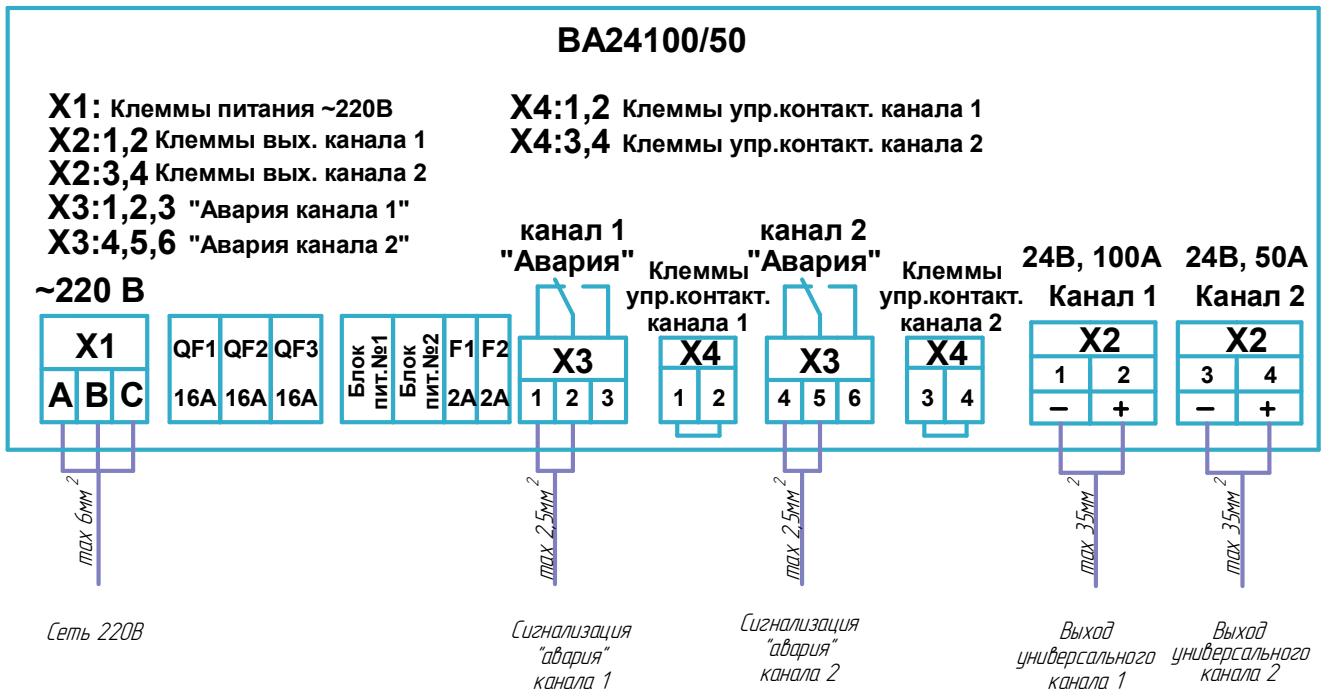 BA24100/50
X1: Клеммы питания ~220В
X2:1,2 Клеммы вых. канала 1
X2:3,4 Клеммы вых. канала 2
X3:1,2,3 "Авария канала 1"
X3:4,5,6 "Авария канала 2"
X4:1,2 Клеммы упр.контакт. канала 1
X4:3,4 Клеммы упр.контакт. канала 2
~220 В
X1
A B C
QF1 QF2 QF3
16A 16A 16A
Блок
пит.№1
Блок
пит.№2
F1 F2
2A 2A
канал 1
"Авария"
X3
1 2 3
Клеммы
упр.контакт.
канала 1
X4
1 2
канал 2
"Авария"
X3
4 5 6
Клеммы
упр.контакт.
канала 2
X4
3 4
24В, 100А
Канал 1
X2
1 2
− +
24В, 50А
Канал 2
X2
3 4
− +
max 6мм²
max 2,5мм²
max 2,5мм²
max 35мм²
max 35мм²
Сеть 220В
Сигнализация
"авария"
канала 1
Сигнализация
"авария"
канала 2
Выход
универсального
канала 1
Выход
универсального
канала 2